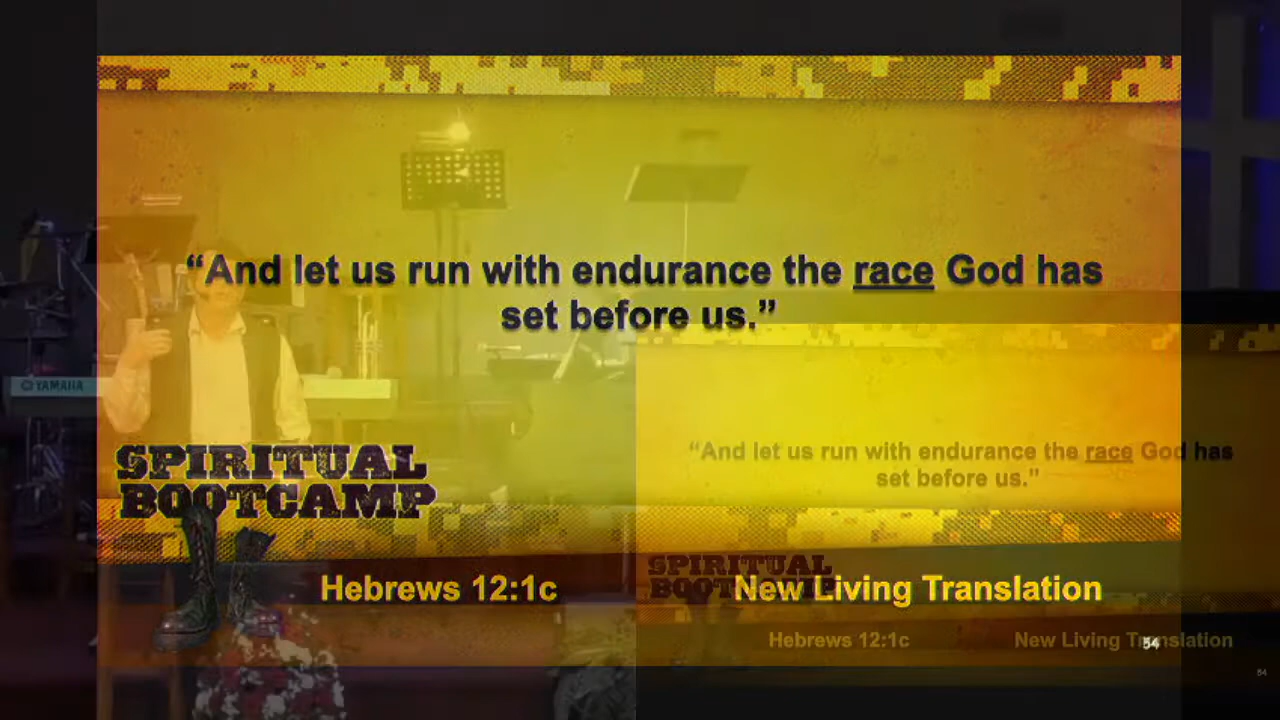 “And let us run with endurance the race God has
set before us.”
YAMAHA
“And let us run with endurance the race God has
set before us.”
SPIRITUAL
BOOTCAMP
SPIRITUAL
BOOTCAMP
Hebrews 12:1c
New Living Translation
Hebrews 12:1c
New Living Translation
54
54